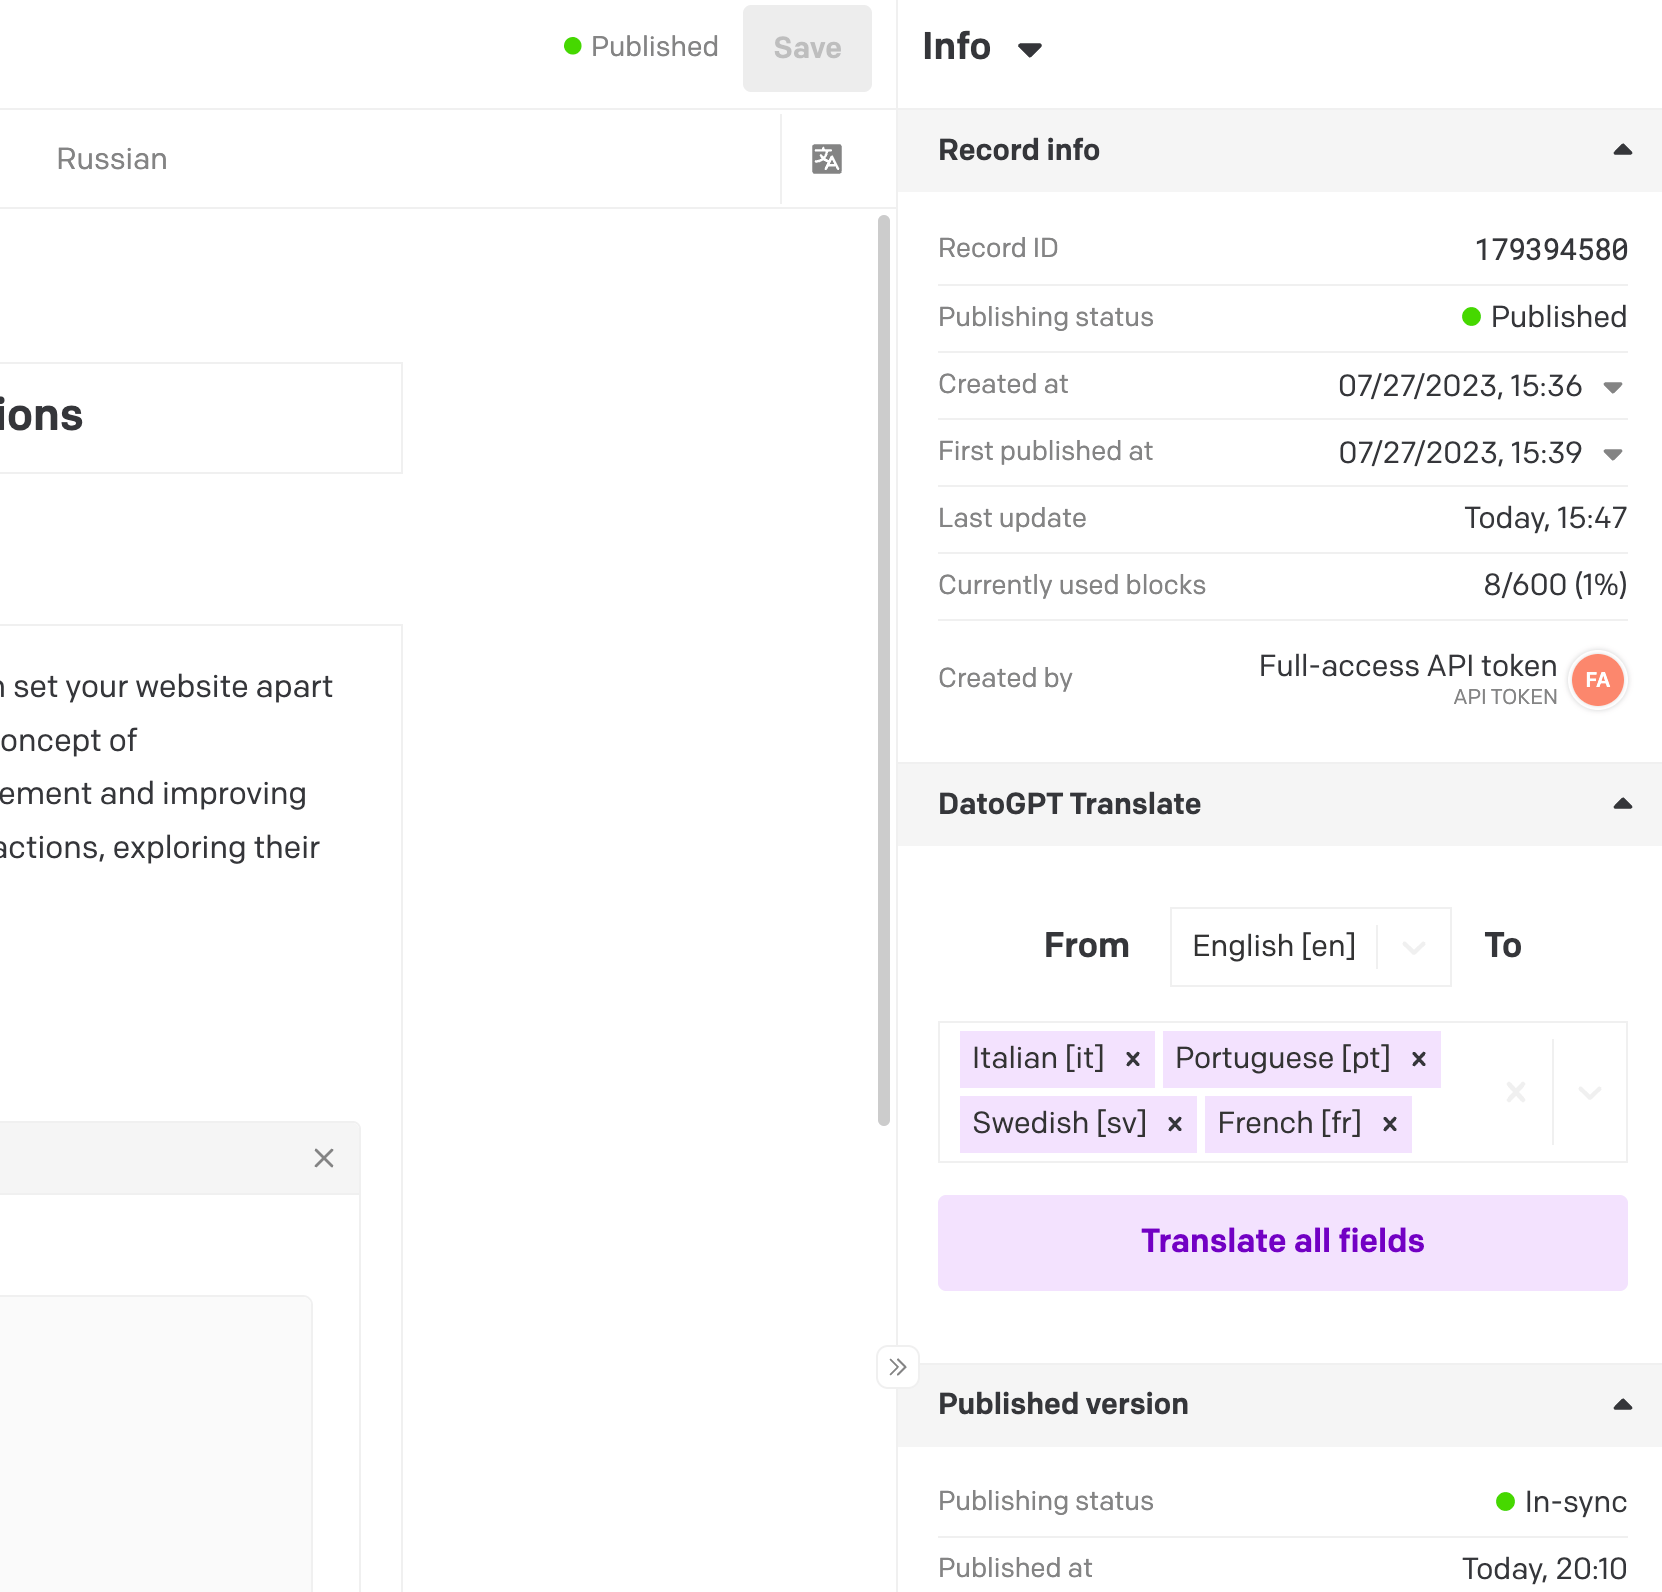 Published
Save
Info
Russian
Record info
Record ID 179394580
Publishing status Published
Created at 07/27/2023, 15:36
First published at 07/27/2023, 15:39
Last update Today, 15:47
Currently used blocks 8/600 (1%)
Created by Full-access API token
API TOKEN
FA
ions
set your website apart
oncept of
ement and improving
actions, exploring their
DatoGPT Translate
From English [en] To
Italian [it] × Portuguese [pt] ×
Swedish [sv] × French [fr] ×
Translate all fields
Published version
Publishing status In-sync
Published at Today, 20:10